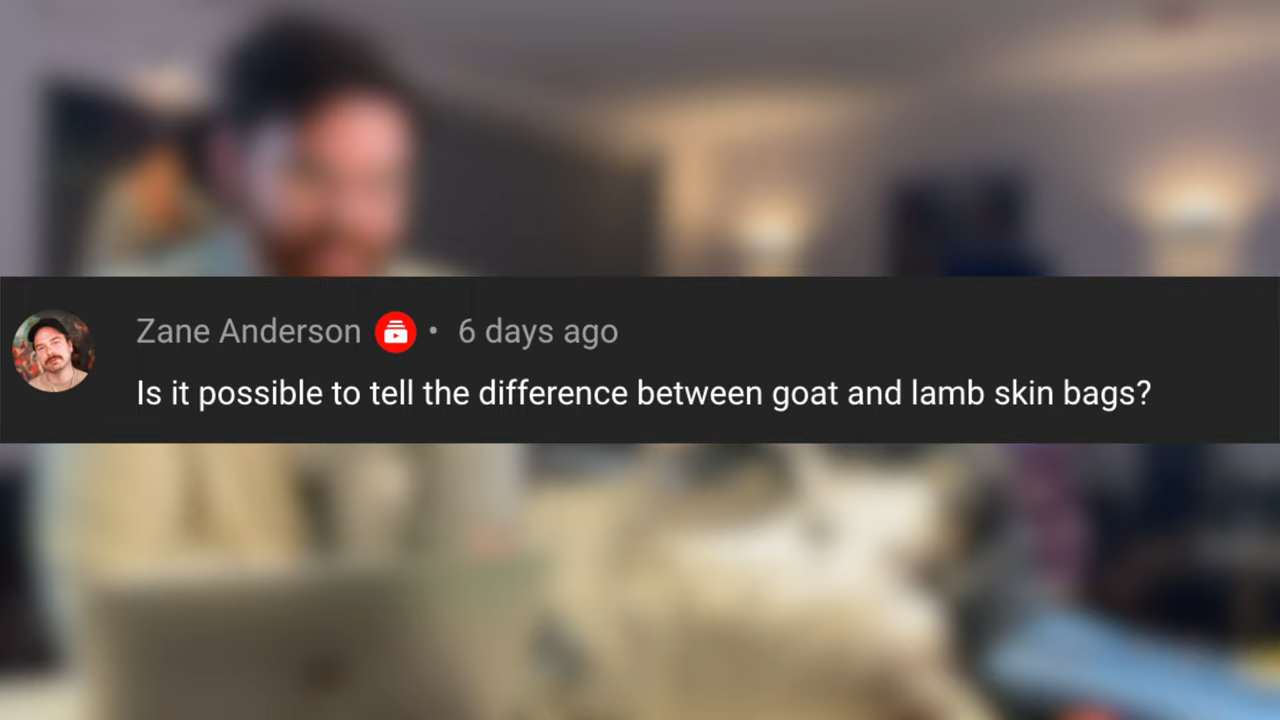 Zane Anderson • 6 days ago
Is it possible to tell the difference between goat and lamb skin bags?